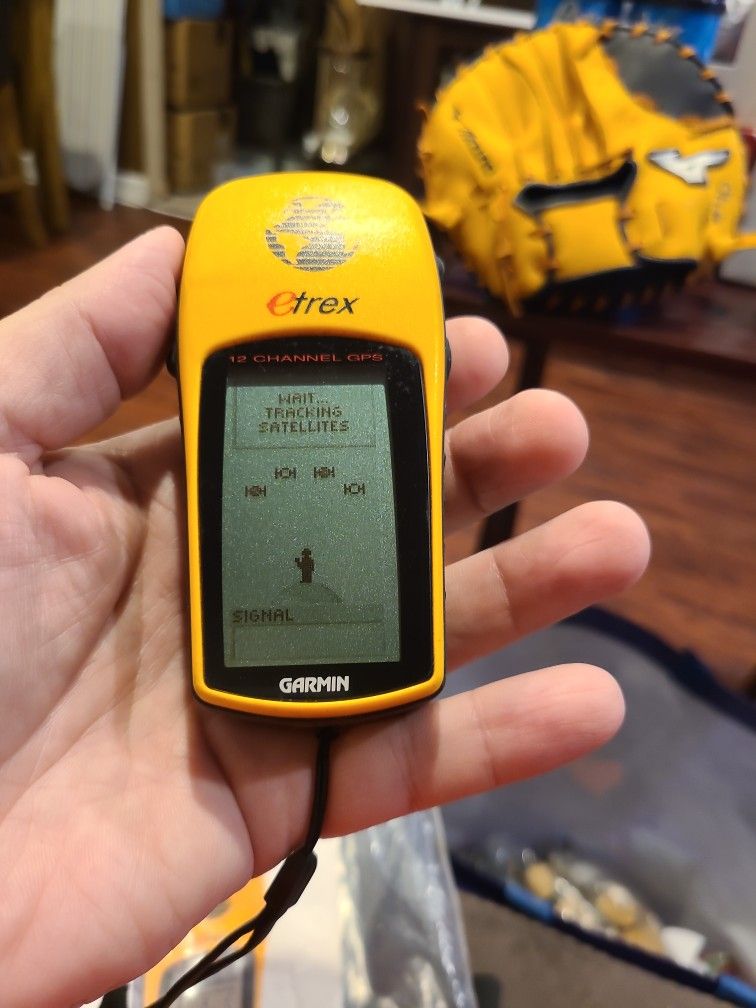 etrex
12 CHANNEL GPS
WAIT...
TRACKING
SATELLITES
SIGNAL
GARMIN